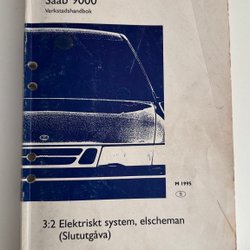 Saab 9000
Verkstadshandbok
M 1995
3:2 Elektriskt system, elscheman
(Slututgåva)